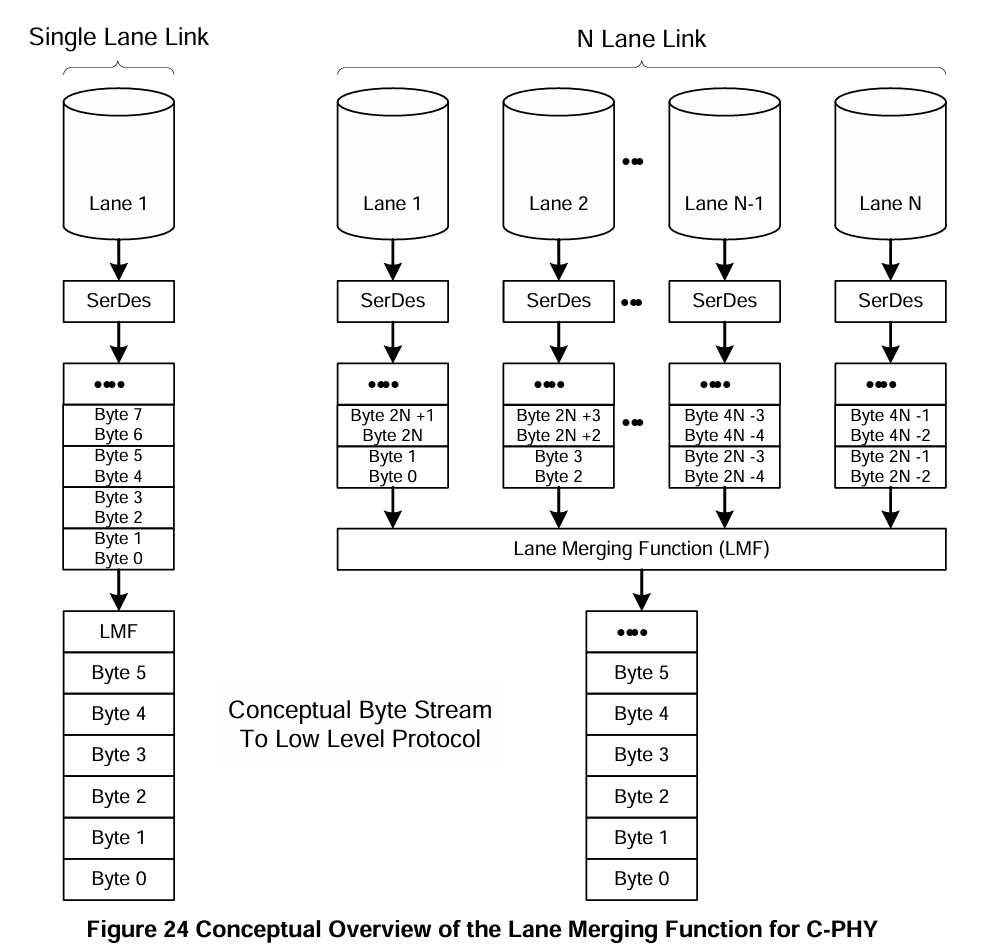 Single Lane Link
N Lane Link
Lane 1
Lane 1
Lane 2
•••
Lane N-1
Lane N
SerDes
SerDes
SerDes
•••
SerDes
SerDes
••••
Byte 7
Byte 6
Byte 5
Byte 4
Byte 3
Byte 2
Byte 1
Byte 0
••••
Byte 2N +1
Byte 2N
Byte 1
Byte 0
••••
Byte 2N +3
Byte 2N +2
Byte 3
Byte 2
•••
••••
Byte 4N -3
Byte 4N -4
Byte 2N -3
Byte 2N -4
••••
Byte 4N -1
Byte 4N -2
Byte 2N -1
Byte 2N -2
Lane Merging Function (LMF)
LMF
Byte 5
Byte 4
Byte 3
Byte 2
Byte 1
Byte 0
Conceptual Byte Stream
To Low Level Protocol
••••
Byte 5
Byte 4
Byte 3
Byte 2
Byte 1
Byte 0
Figure 24 Conceptual Overview of the Lane Merging Function for C-PHY